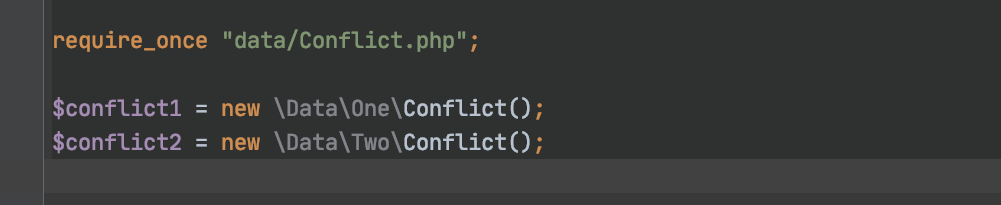 require_once "data/Conflict.php";
$conflict1 = new \Data\One\Conflict();
$conflict2 = new \Data\Two\Conflict();